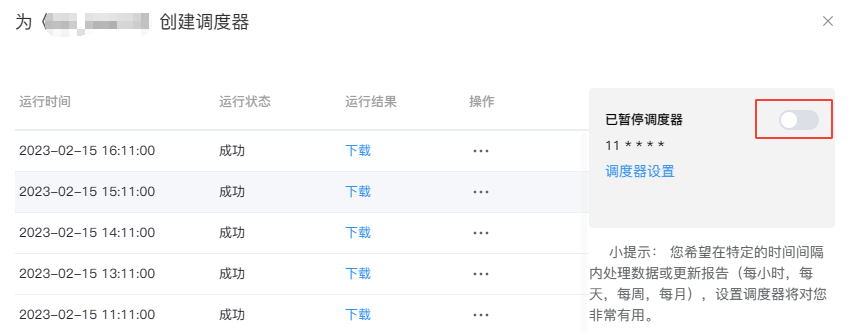 为《 创建调度器
运行时间 运行状态 运行结果 操作
2023-02-15 16:11:00 成功 下载 ···
2023-02-15 15:11:00 成功 下载 ···
2023-02-15 14:11:00 成功 下载 ···
2023-02-15 13:11:00 成功 下载 ···
2023-02-15 11:11:00 成功 下载 ···
已暂停调度器
11 * * * *
调度器设置
小提示： 您希望在特定的时间间隔
内处理数据或更新报告（每小时，每
天，每周，每月），设置调度器将对您
非常有用。